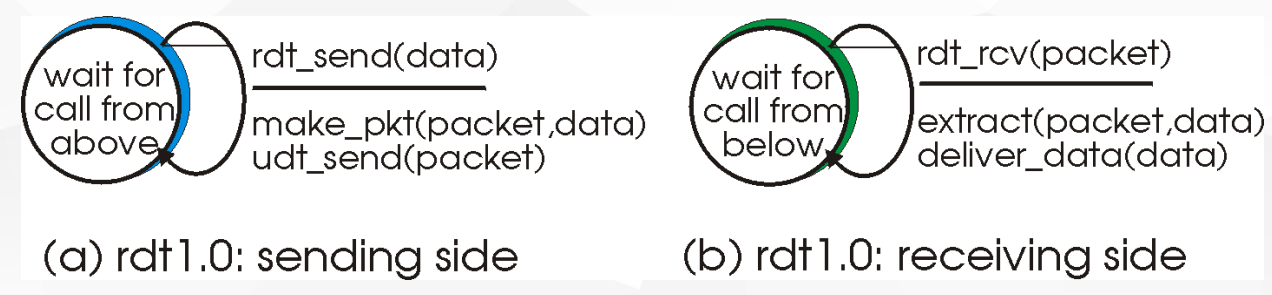 wait for
call from
above
rdt_send(data)
make_pkt(packet,data)
udt_send(packet)
(a) rdt1.0: sending side
wait for
call from
below
rdt_rcv(packet)
extract(packet,data)
deliver_data(data)
(b) rdt1.0: receiving side